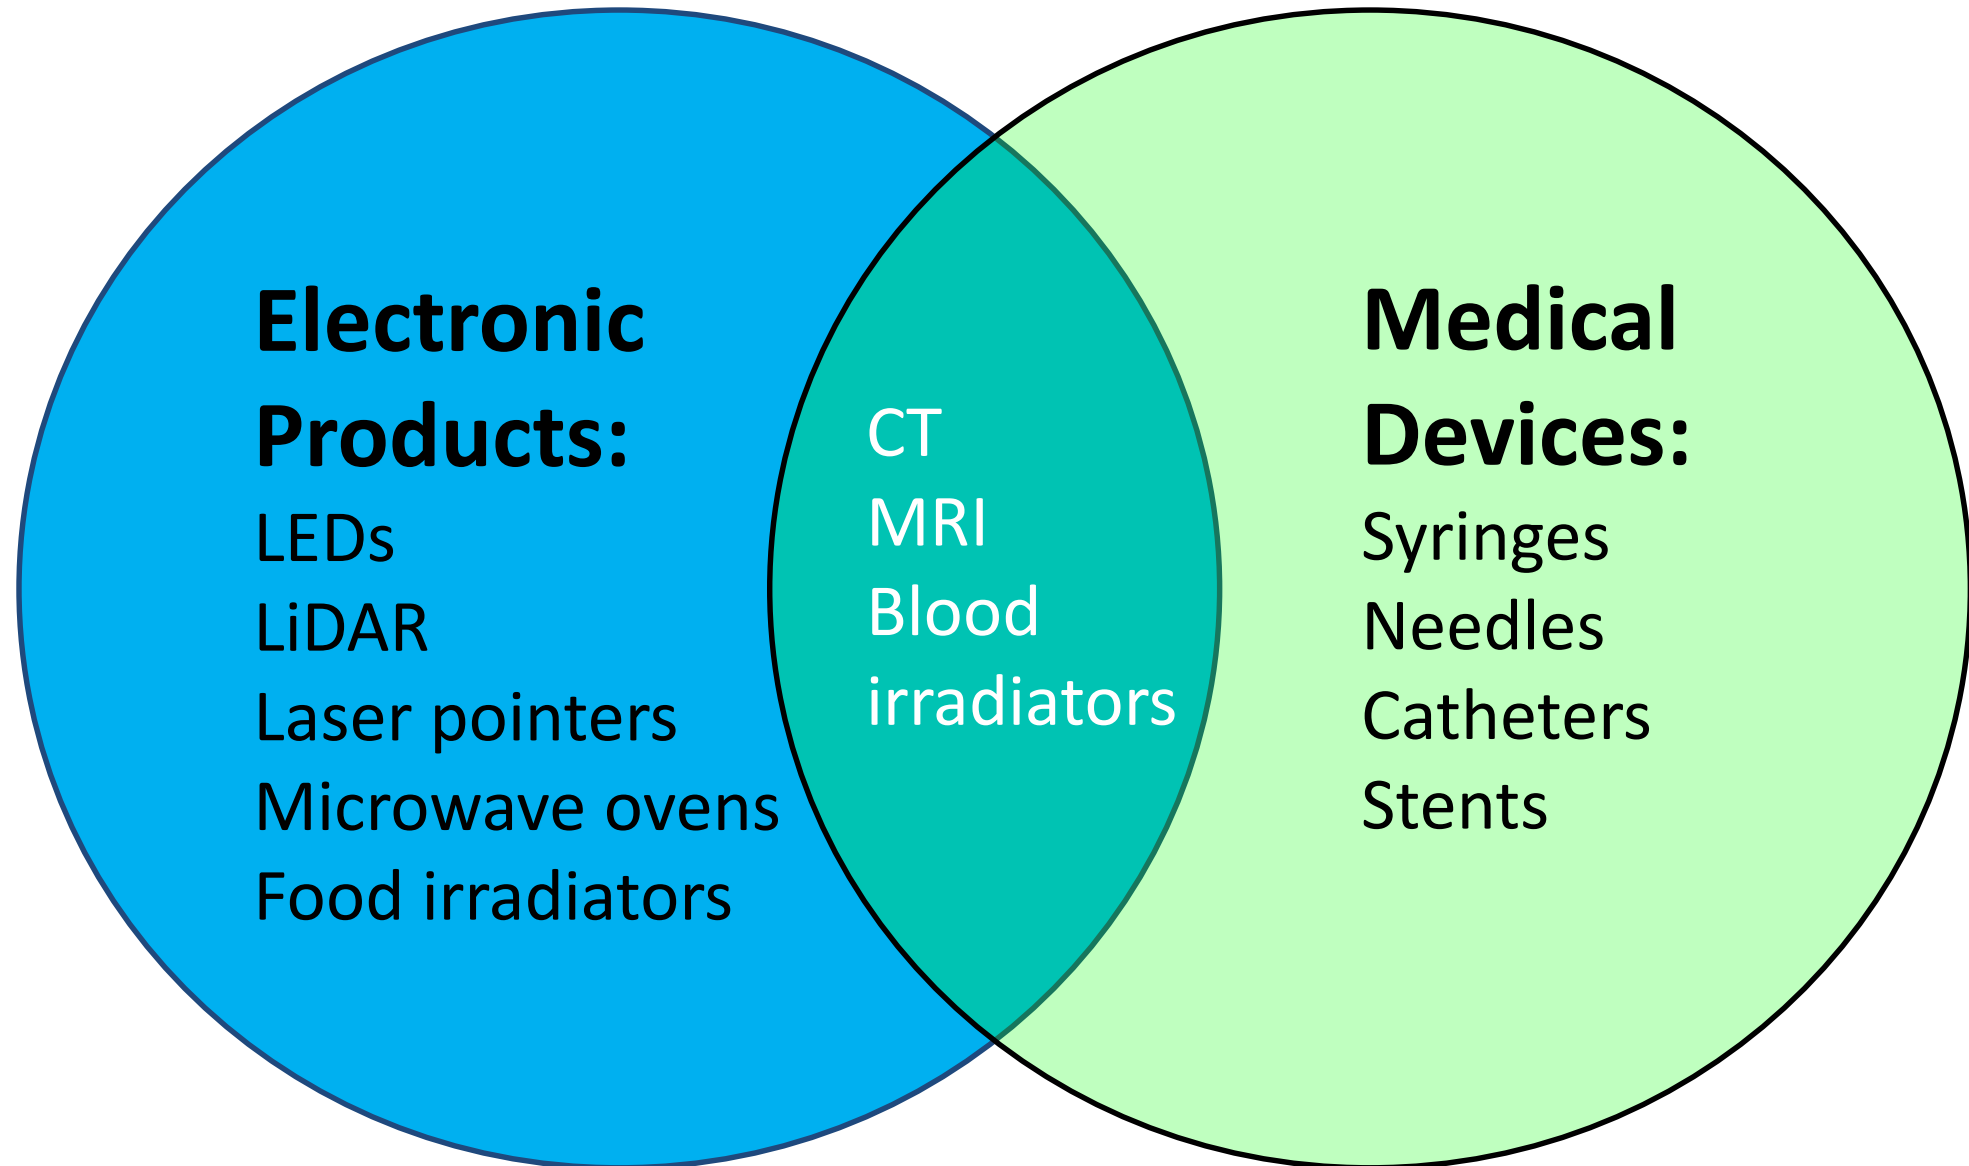 Electronic
Products:
LEDs
LiDAR
Laser pointers
Microwave ovens
Food irradiators
CT
MRI
Blood
irradiators
Medical
Devices:
Syringes
Needles
Catheters
Stents